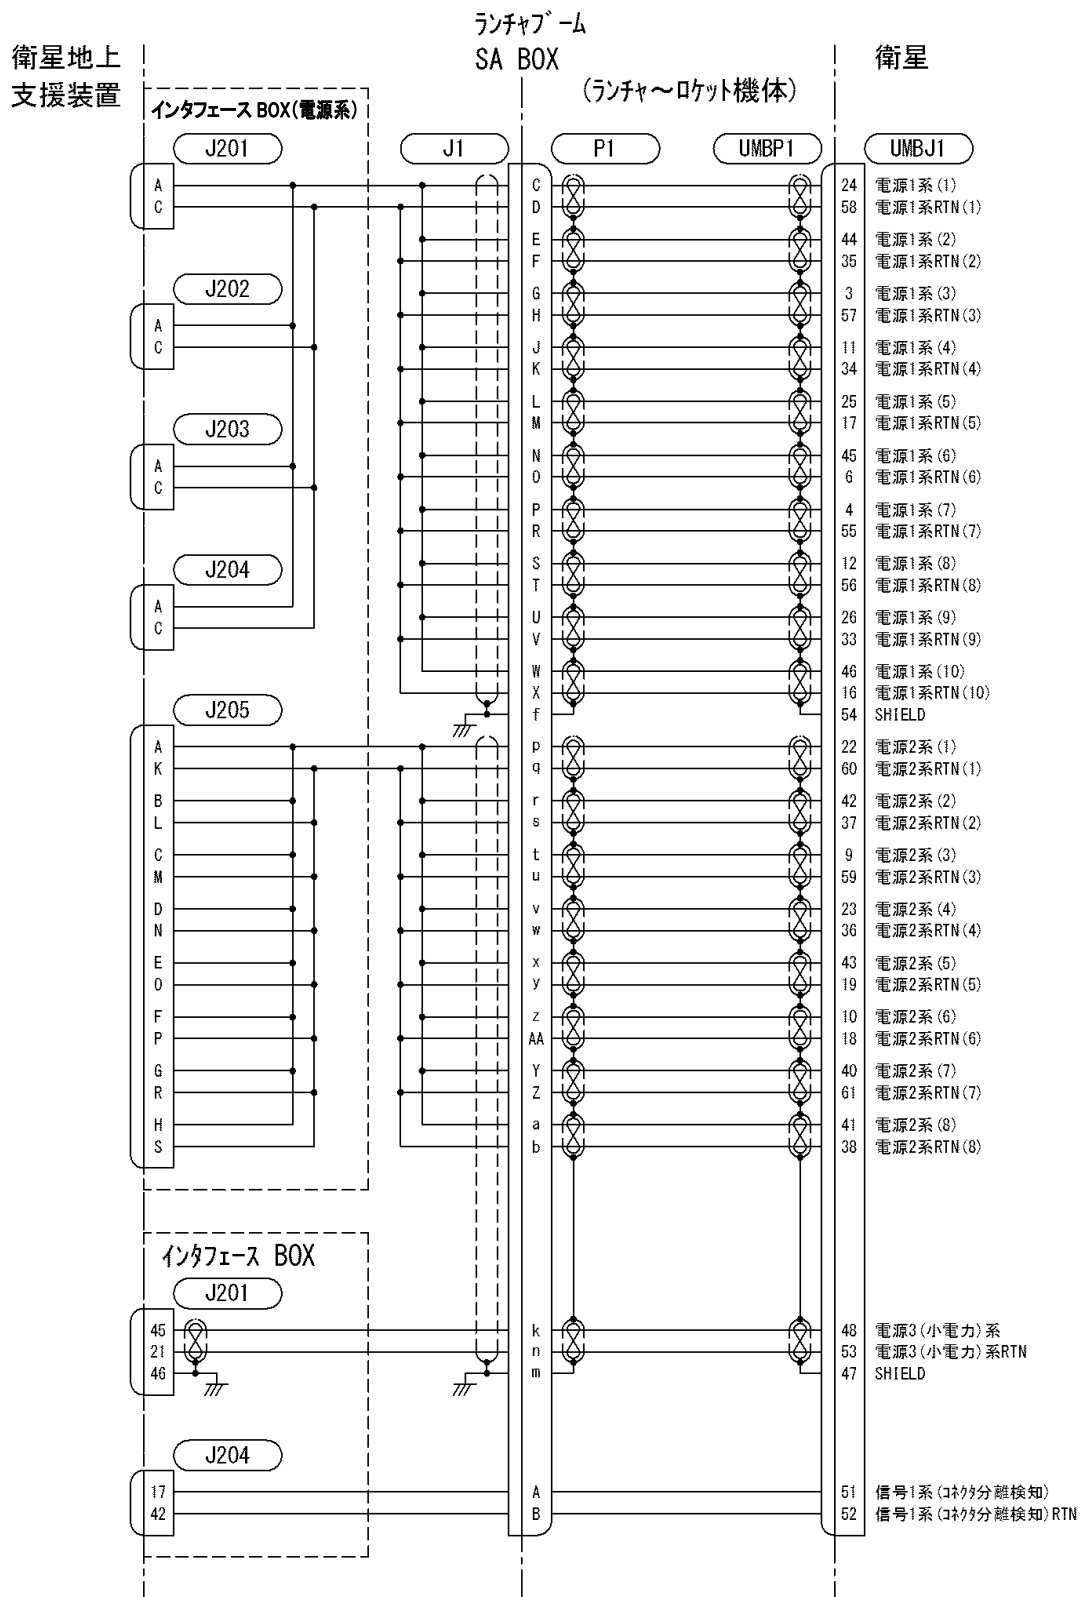 ランチャブーム
衛星地上
支援装置
SA BOX
衛星
(ランチャ～ロケット機体)
インタフェース BOX(電源系)
J201 J1 P1 UMBP1 UMBJ1
A C 24 電源1系(1)
C D 58 電源1系RTN(1)
E 44 電源1系(2)
F 35 電源1系RTN(2)
J202
G 3 電源1系(3)
H 57 電源1系RTN(3)
A
C J 11 電源1系(4)
K 34 電源1系RTN(4)
L 25 電源1系(5)
J203
M 17 電源1系RTN(5)
N 45 電源1系(6)
A
O 6 電源1系RTN(6)
C
P 4 電源1系(7)
R 55 電源1系RTN(7)
J204
S 12 電源1系(8)
T 56 電源1系RTN(8)
A
U 26 電源1系(9)
C
V 33 電源1系RTN(9)
W 46 電源1系(10)
X 16 電源1系RTN(10)
J205
f 54 SHIELD
A p 22 電源2系(1)
K q 60 電源2系RTN(1)
B r 42 電源2系(2)
L s 37 電源2系RTN(2)
C t 9 電源2系(3)
M u 59 電源2系RTN(3)
D v 23 電源2系(4)
N w 36 電源2系RTN(4)
E x 43 電源2系(5)
O y 19 電源2系RTN(5)
F z 10 電源2系(6)
P AA 18 電源2系RTN(6)
G Y 40 電源2系(7)
R Z 61 電源2系RTN(7)
H a 41 電源2系(8)
S b 38 電源2系RTN(8)
インタフェース BOX
J201
45 k 48 電源3(小電力)系
21 n 53 電源3(小電力)系RTN
46 m 47 SHIELD
J204
17 A 51 信号1系(コネクタ分離検知)
42 B 52 信号1系(コネクタ分離検知)RTN